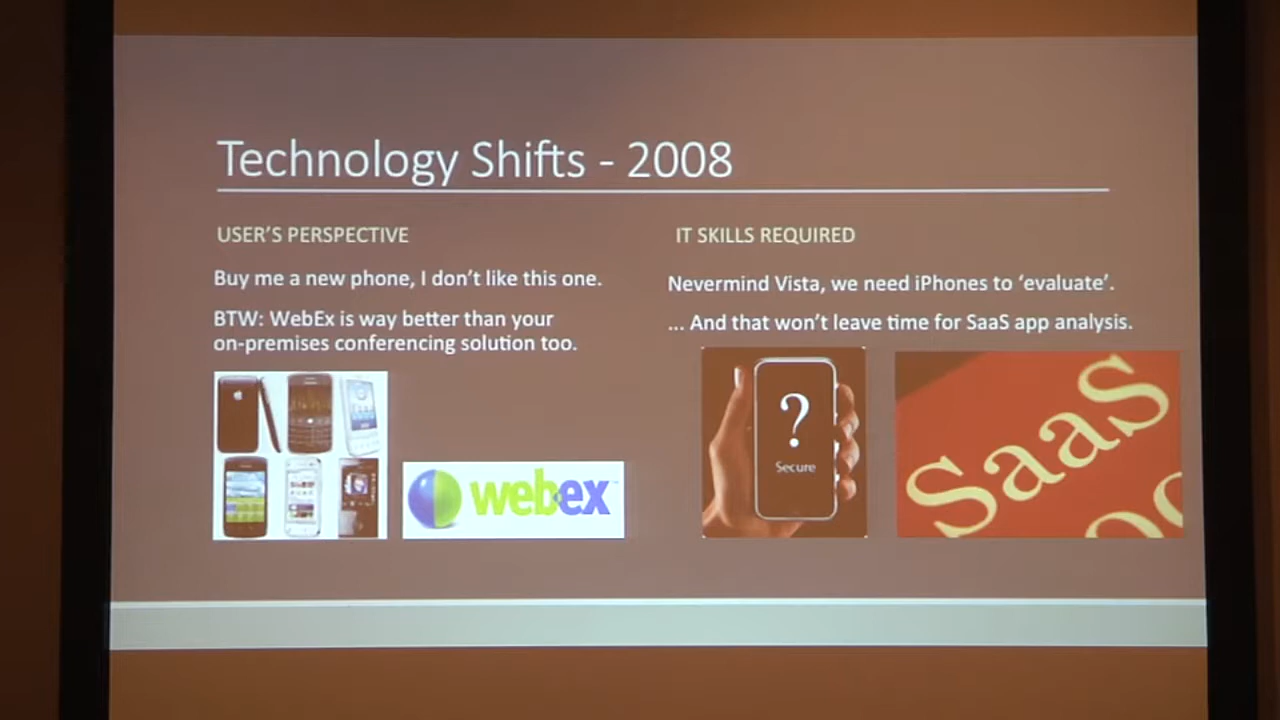 Technology Shifts - 2008
USER'S PERSPECTIVE
Buy me a new phone, I don't like this one.
BTW: WebEx is way better than your
on-premises conferencing solution too.
webex
IT SKILLS REQUIRED
Nevermind Vista, we need iPhones to ‘evaluate’.
... And that won't leave time for SaaS app analysis.
?
Secure
SaaS